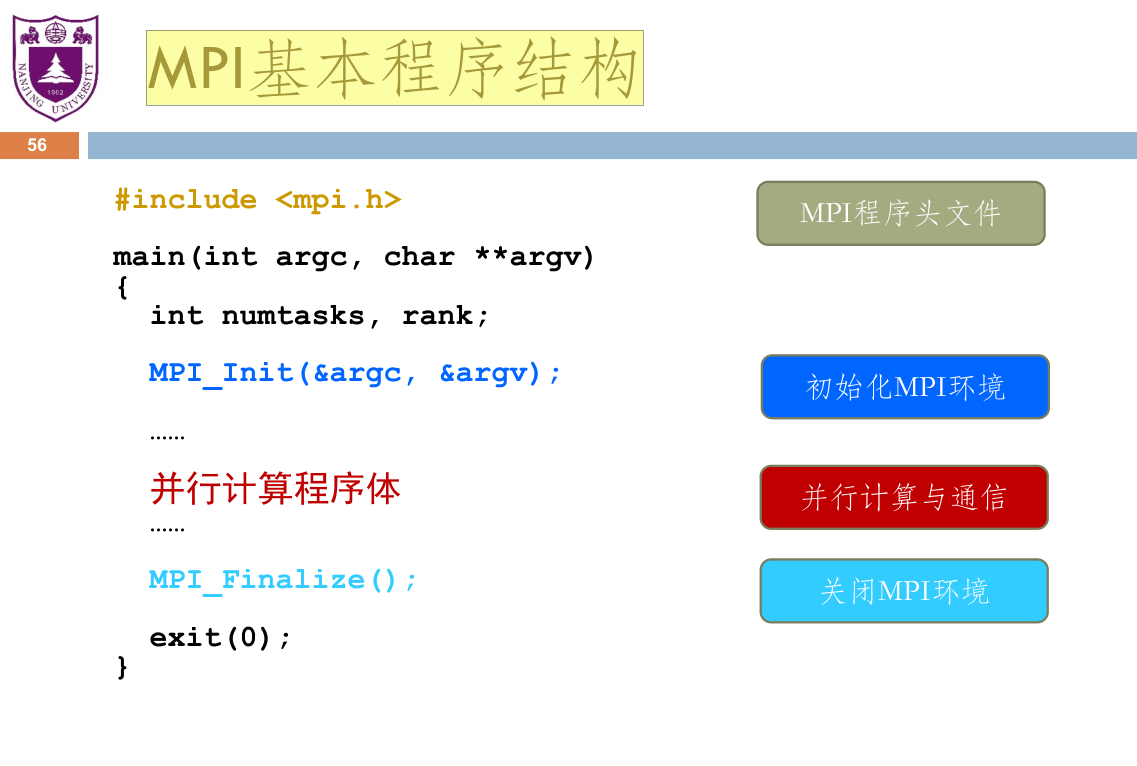 NANJING UNIVERSITY
1902
MPI基本程序结构
56
#include <mpi.h>
MPI程序头文件
main(int argc, char **argv)
{
int numtasks, rank;
MPI_Init(&argc, &argv);
初始化MPI环境
……
并行计算程序体
并行计算与通信
……
MPI_Finalize();
关闭MPI环境
exit(0);
}